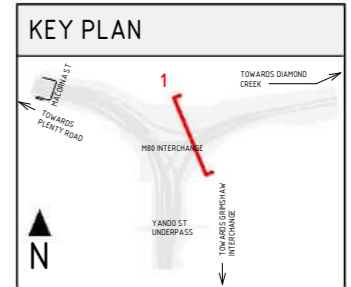 KEY PLAN
MACORNA ST
TOWARDS
PLENTY ROAD
1
TOWARDS DIAMOND
CREEK
M80 INTERCHANGE
YANDO ST
UNDERPASS
TOWARDS GRIMSHAW
INTERCHANGE
N